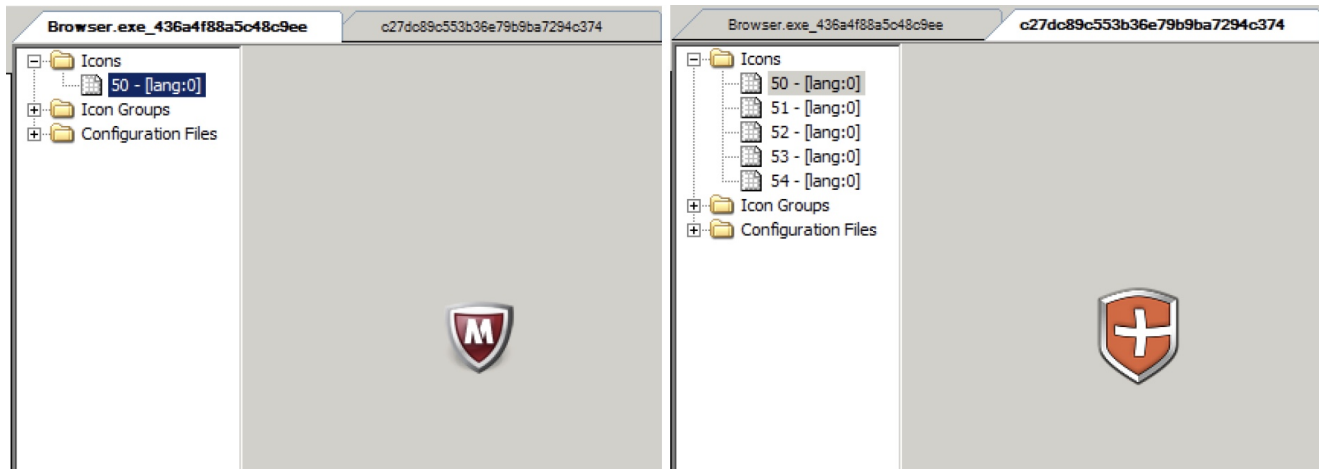 Browser.exe_436a4f88a5c48c9ee
c27dc89c553b36e79b9ba7294c374
Icons
50 - [lang:0]
Icon Groups
Configuration Files
M
Browser.exe_436a4f88a5c48c9ee
c27dc89c553b36e79b9ba7294c374
Icons
50 - [lang:0]
51 - [lang:0]
52 - [lang:0]
53 - [lang:0]
54 - [lang:0]
Icon Groups
Configuration Files